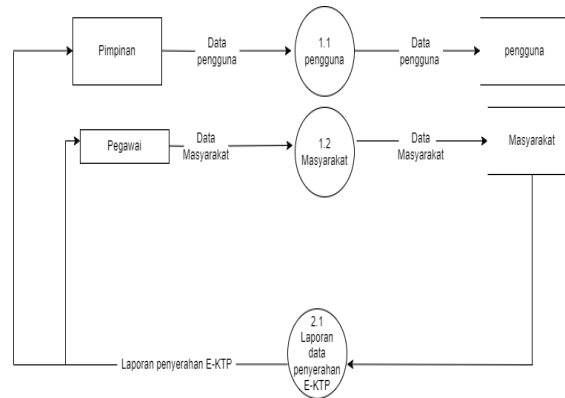 Pimpinan
Data
pengguna
1.1
pengguna
Data
pengguna
pengguna
Pegawai
Data
Masyarakat
1.2
Masyarakat
Data
Masyarakat
Masyarakat
Laporan penyerahan E-KTP
2.1
Laporan
data
penyerahan
E-KTP